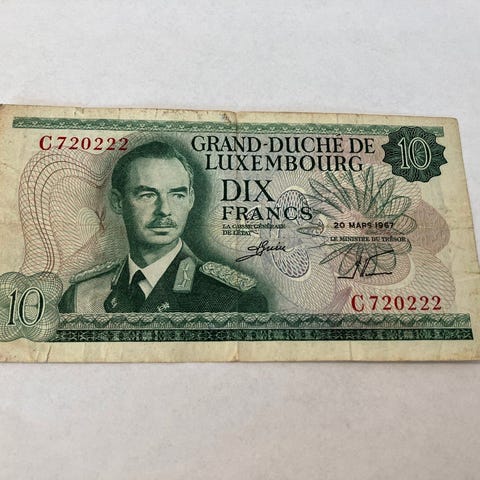 C720222
GRAND-DUCHÉ DE
LUXEMBOURG
10
DIX
FRANCS
LA CAISSE GÉNÉRALE
DE L'ÉTAT
20 MARS 1967
LE MINISTRE DU TRÉSOR
10
C720222